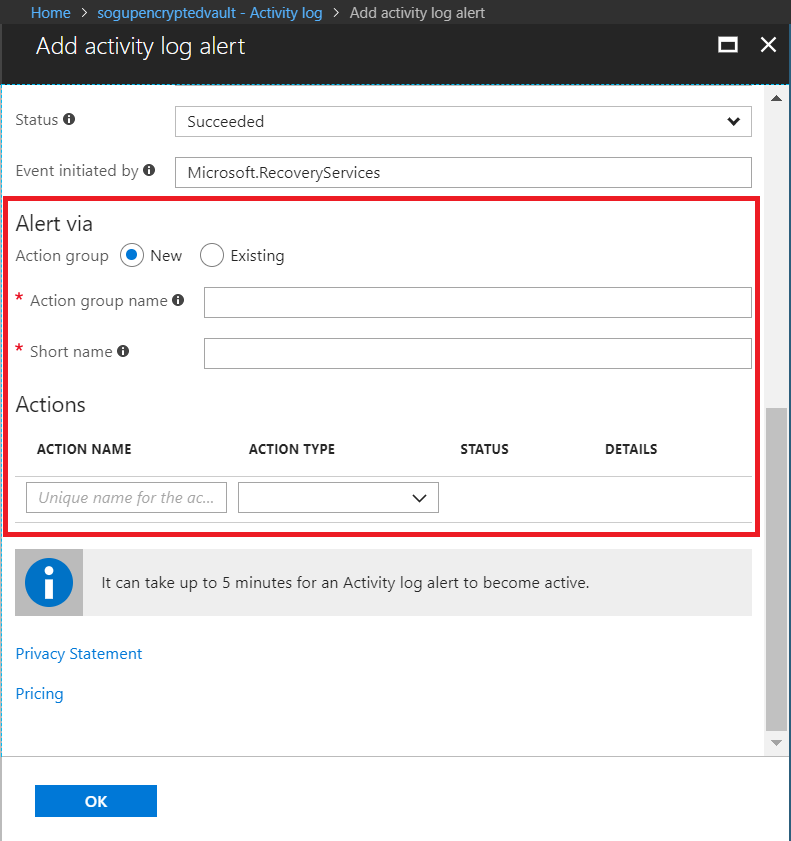 Home > sogupencryptedvault - Activity log > Add activity log alert
Add activity log alert
Status
Succeeded
Event initiated by
Microsoft.RecoveryServices
Alert via
Action group New Existing
* Action group name
* Short name
Actions
ACTION NAME ACTION TYPE STATUS DETAILS
Unique name for the ac...
It can take up to 5 minutes for an Activity log alert to become active.
Privacy Statement
Pricing
OK